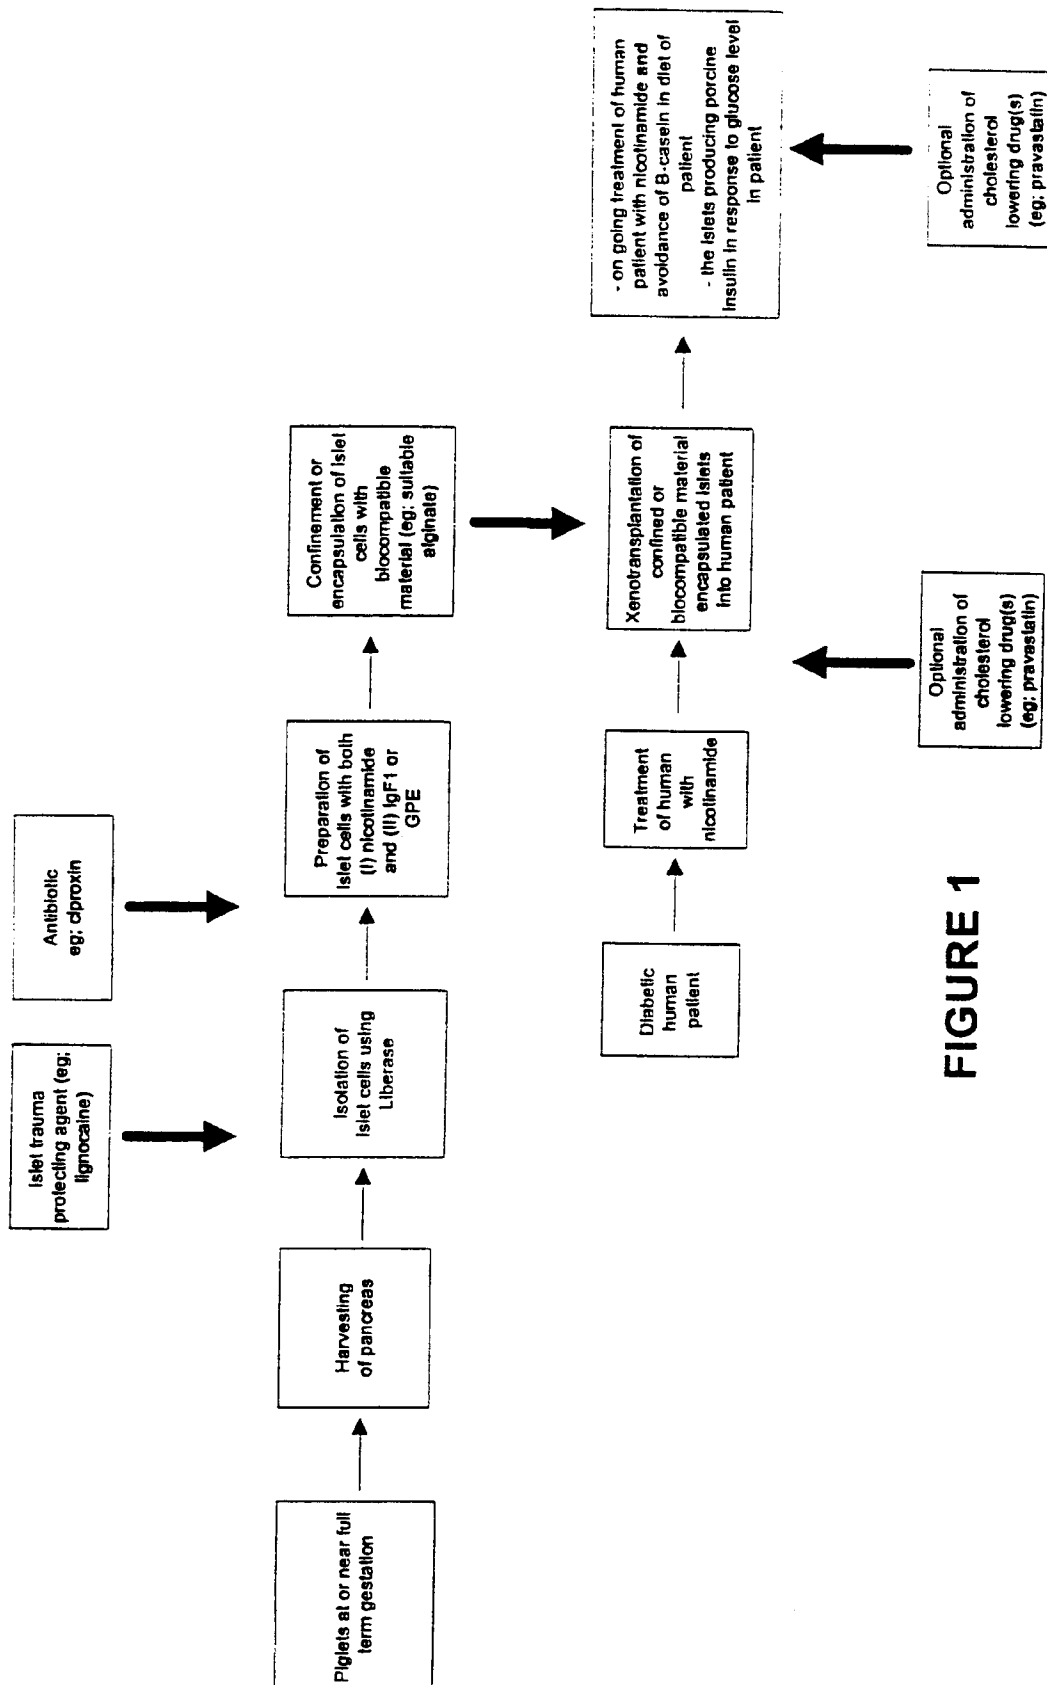 Islet trauma
protecting agent (eg;
lignocaine)
Antibiotic
eg; ciproxin
Piglets at or near full
term gestation
Harvesting
of pancreas
Isolation of
islet cells using
Liberase
Preparation of
islet cells with both
(I) nicotinamide
and (II) IgF1 or
GPE
Confinement or
encapsulation of islet
cells with
biocompatible
material (eg; suitable
alginate)
Diabetic
human
patient
Treatment
of human
with
nicotinamide
Xenotransplantation of
confined or
biocompatible material
encapsulated islets
into human patient
- on going treatment of human
patient with nicotinamide and
avoidance of B-casein in diet of
patient
- the islets producing porcine
insulin in response to glucose level
in patient
Optional
administration of
cholesterol
lowering drug(s)
(eg; pravastatin)
Optional
administration of
cholesterol
lowering drug(s)
(eg; pravastatin)
FIGURE 1